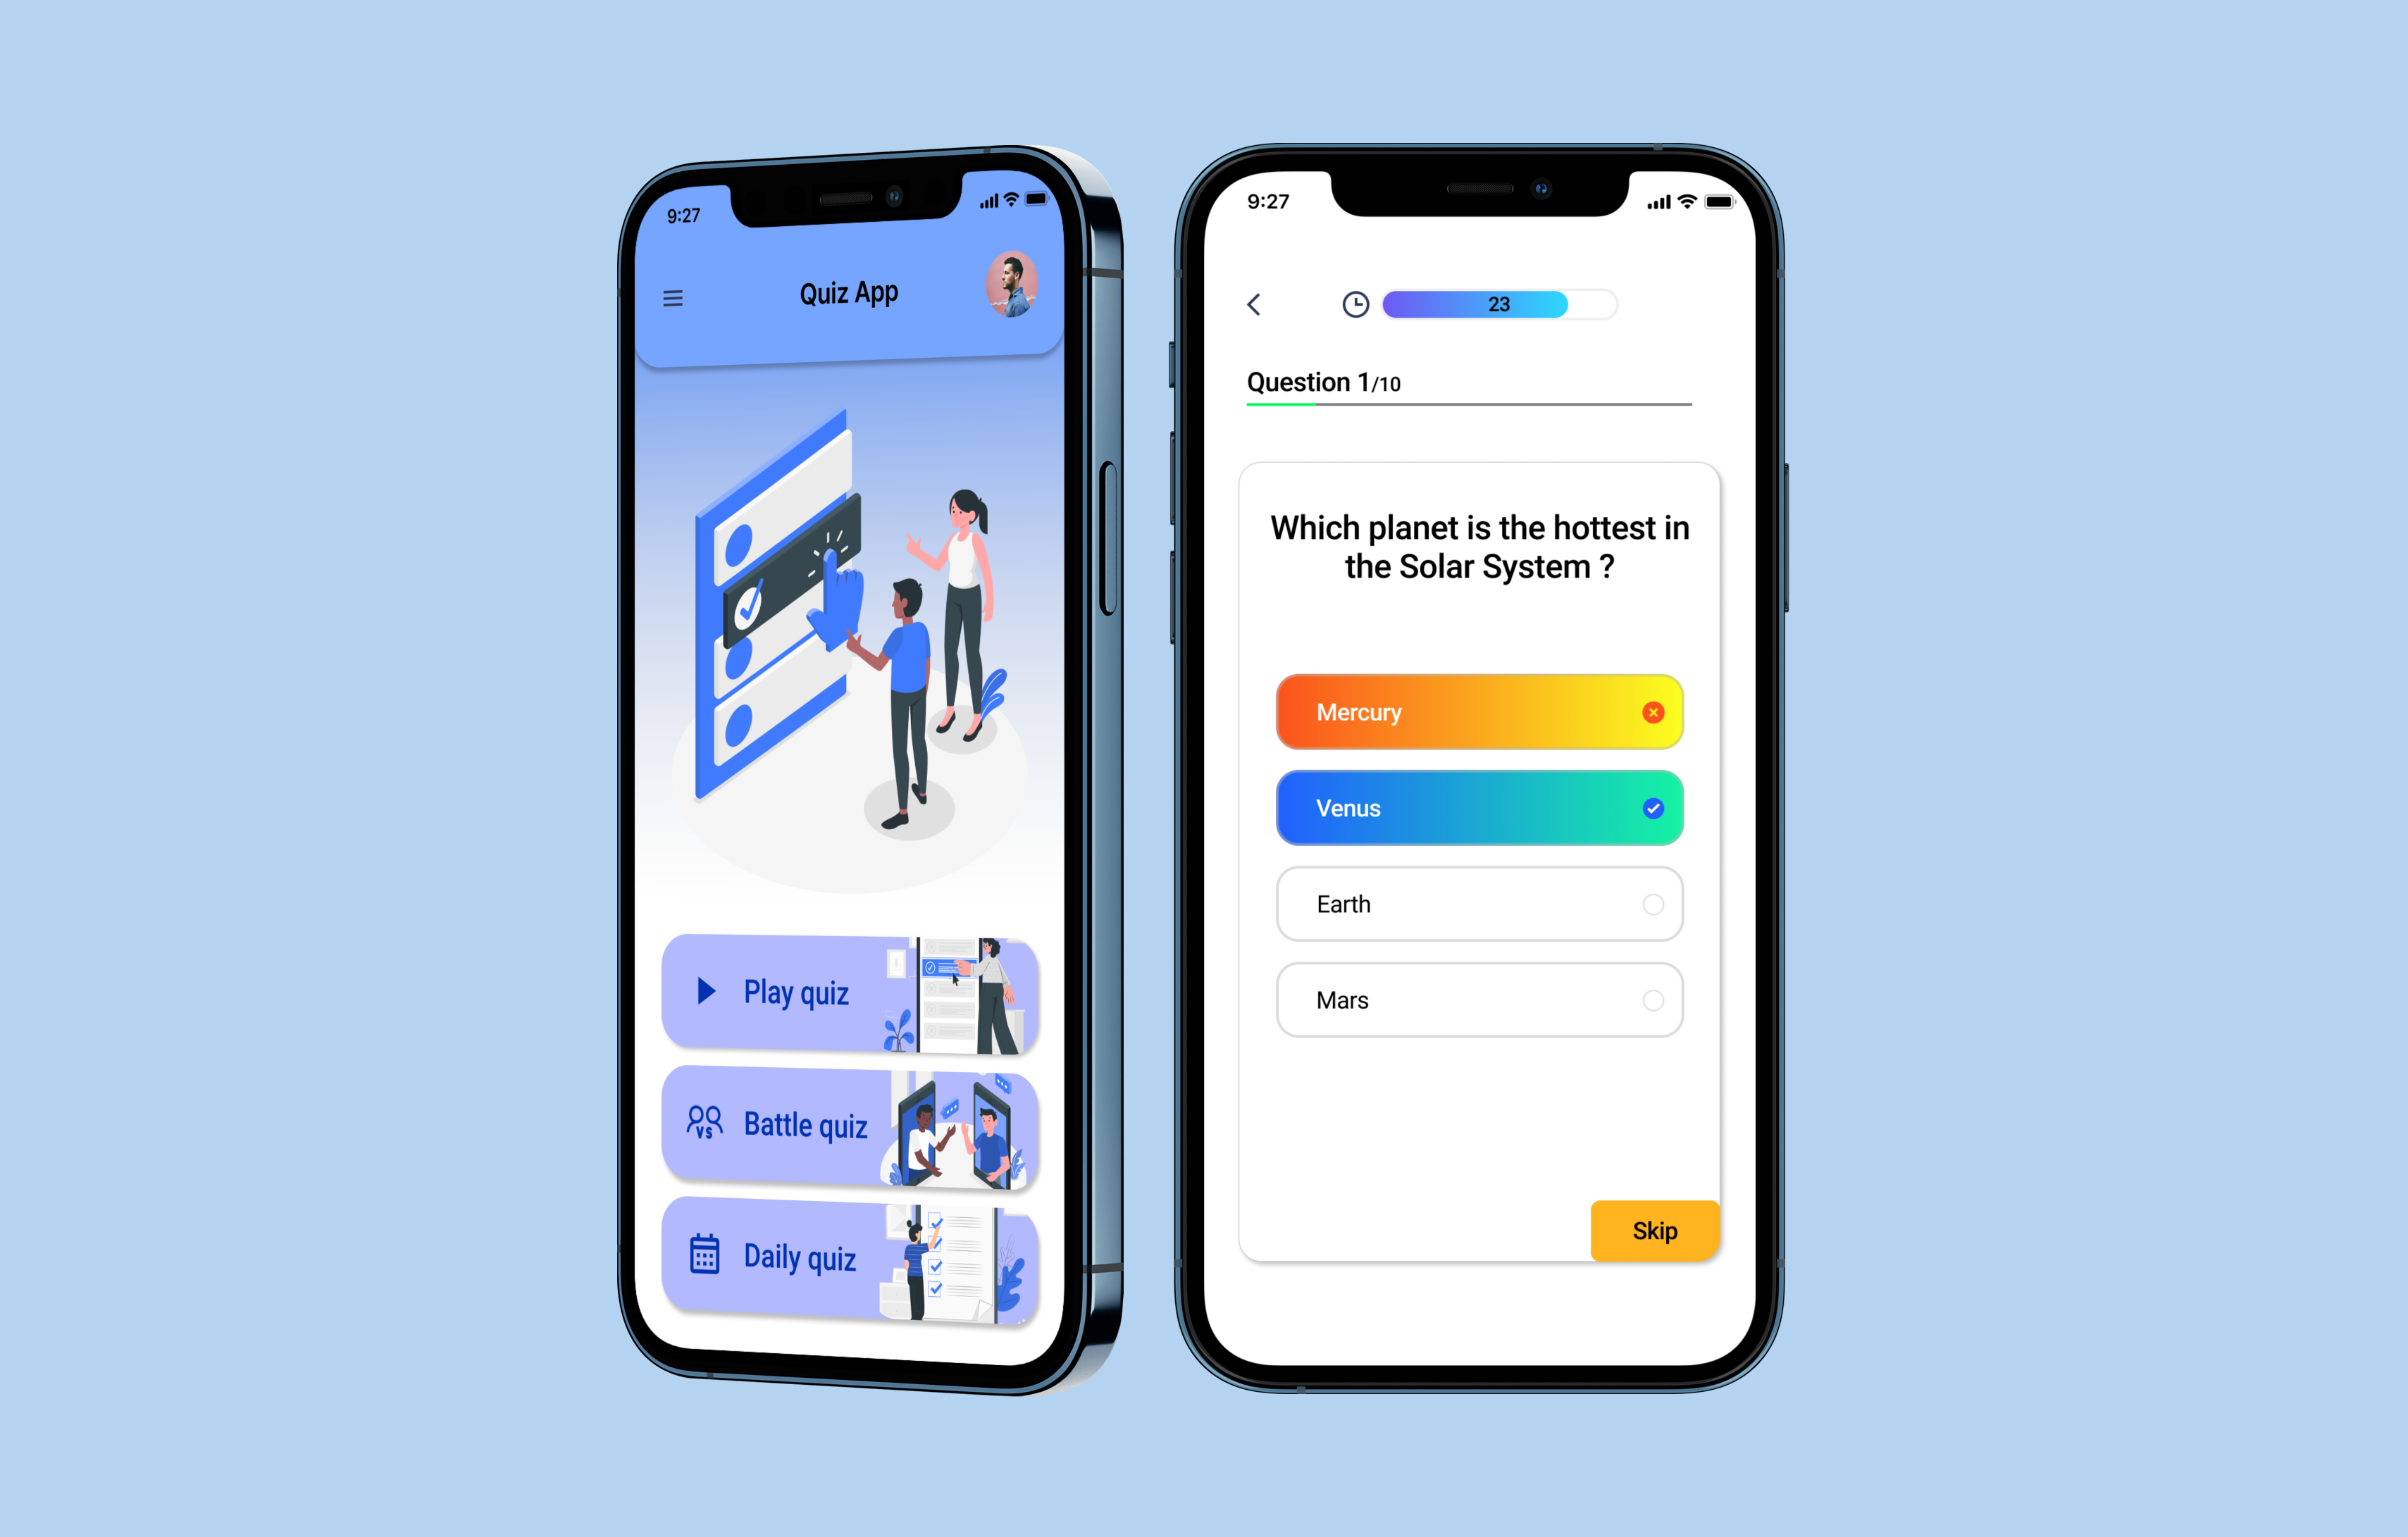 9:27
Quiz App
Play quiz
VS
Battle quiz
Daily quiz
9:27
23
Question 1/10
Which planet is the hottest in
the Solar System ?
Mercury
Venus
Earth
Mars
Skip